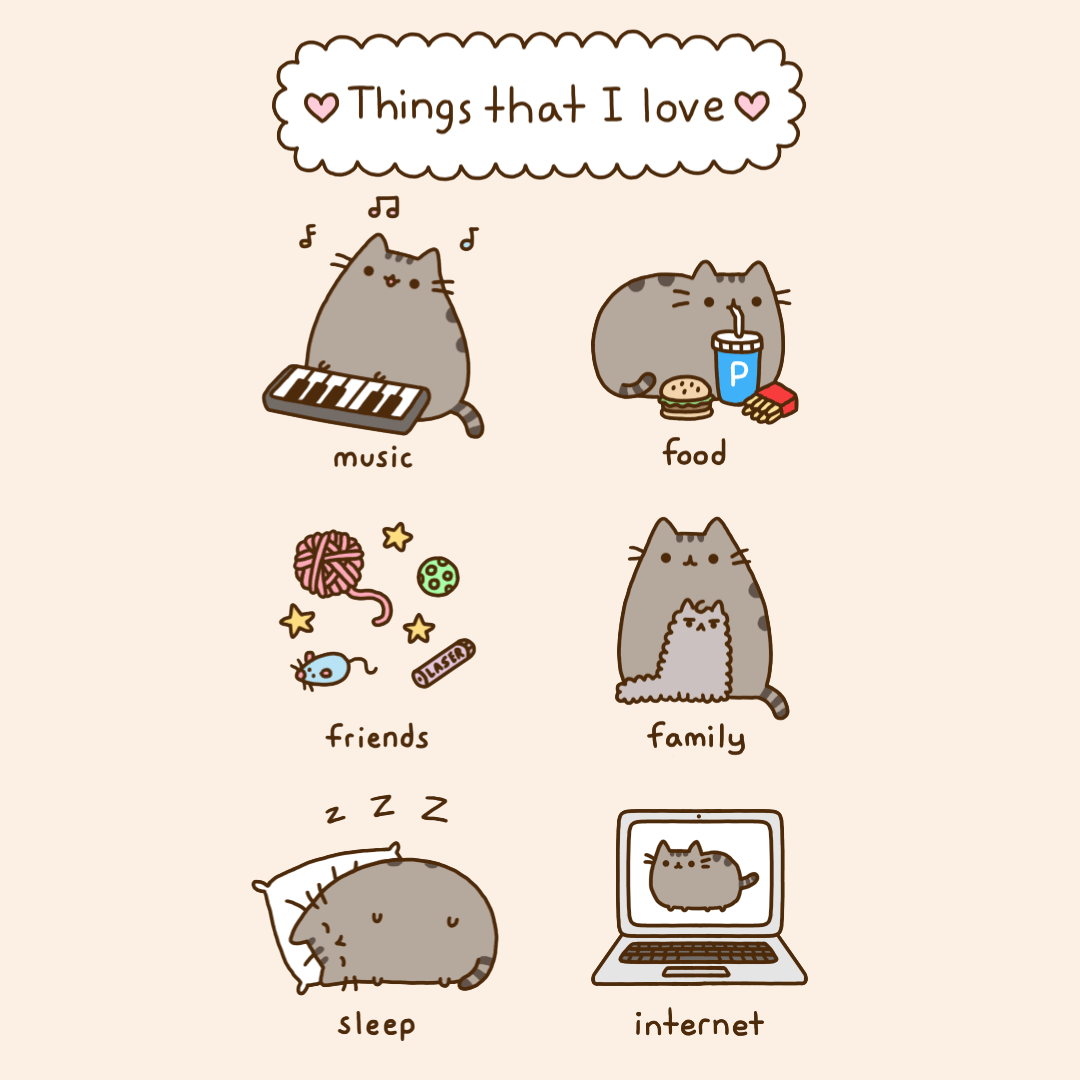 Things that I love
music
food
P
friends
LASER
family
z z z
sleep
internet